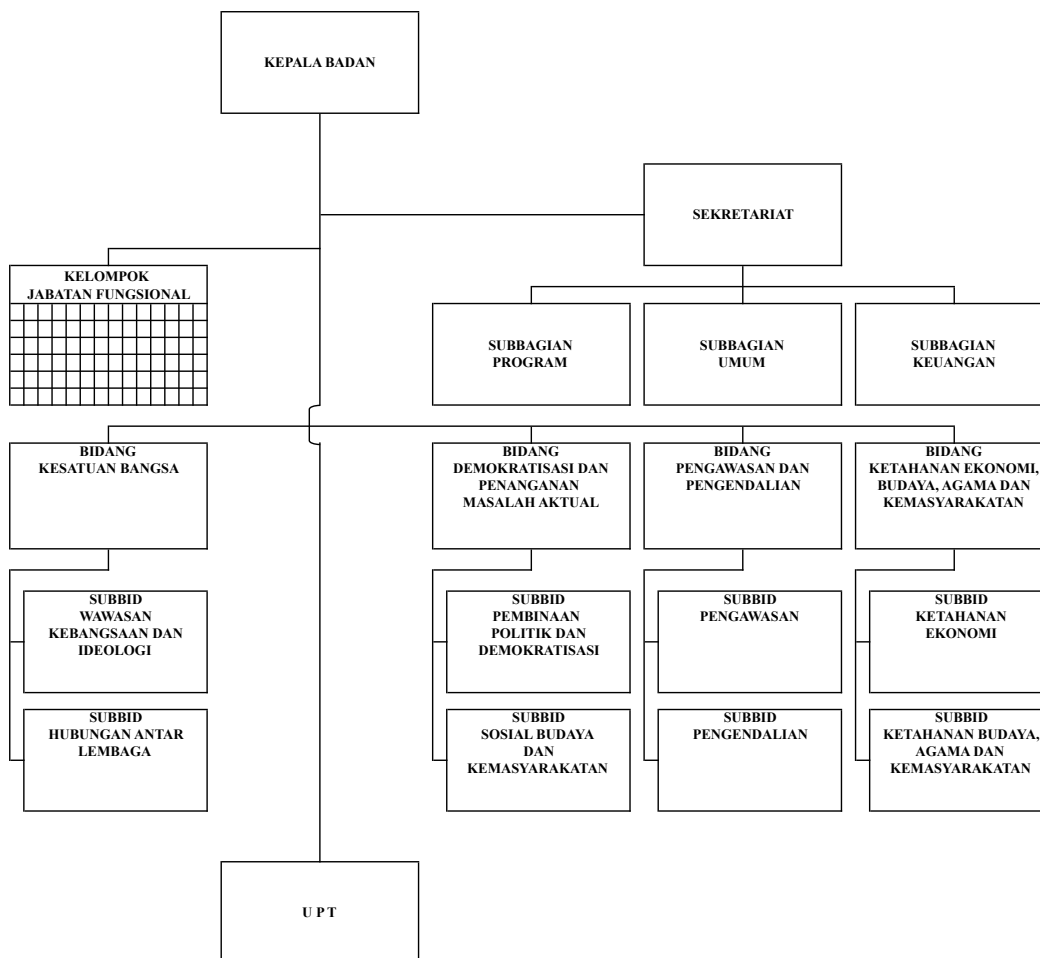 KEPALA BADAN
SEKRETARIAT
KELOMPOK
JABATAN FUNGSIONAL
SUBBAGIAN
PROGRAM
SUBBAGIAN
UMUM
SUBBAGIAN
KEUANGAN
BIDANG
KESATUAN BANGSA
BIDANG
DEMOKRATISASI DAN
PENANGANAN
MASALAH AKTUAL
BIDANG
PENGAWASAN DAN
PENGENDALIAN
BIDANG
KETAHANAN EKONOMI,
BUDAYA, AGAMA DAN
KEMASYARAKATAN
SUBBID
WAWASAN
KEBANGSAAN DAN
IDEOLOGI
SUBBID
PEMBINAAN
POLITIK DAN
DEMOKRATISASI
SUBBID
PENGAWASAN
SUBBID
KETAHANAN
EKONOMI
SUBBID
HUBUNGAN ANTAR
LEMBAGA
SUBBID
SOSIAL BUDAYA
DAN
KEMASYARAKATAN
SUBBID
PENGENDALIAN
SUBBID
KETAHANAN BUDAYA,
AGAMA DAN
KEMASYARAKATAN
U P T